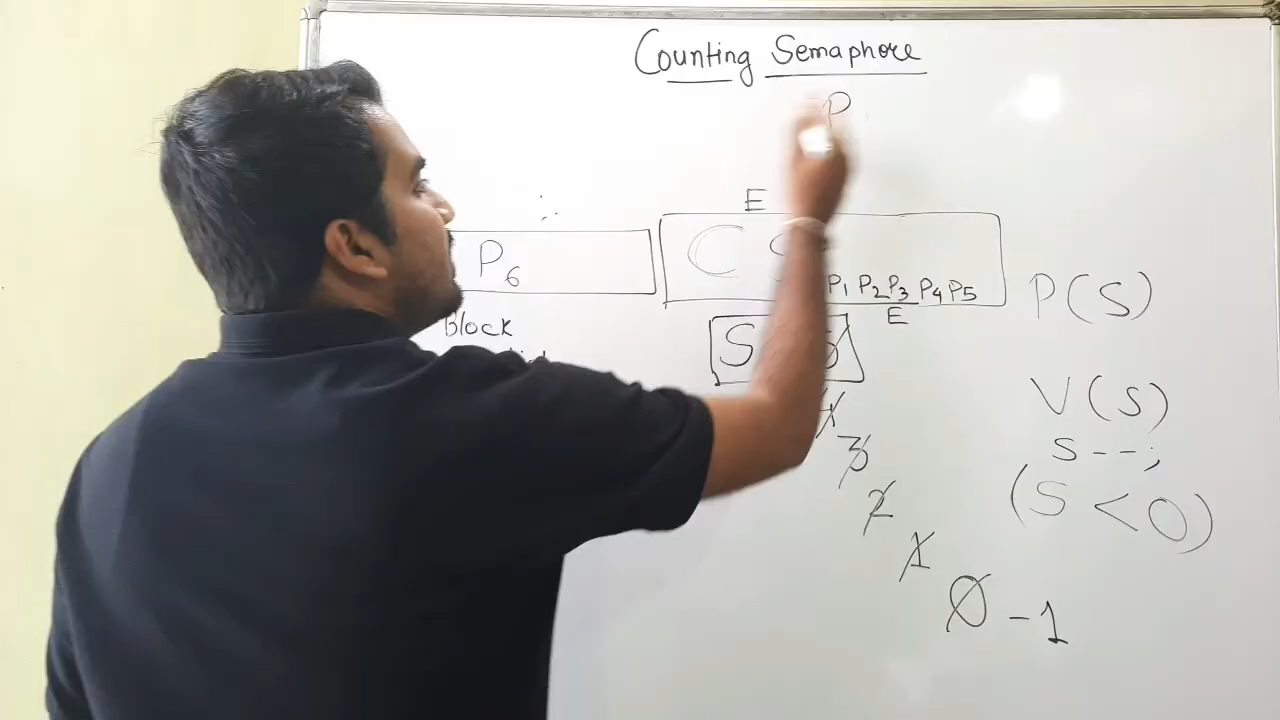 Counting Semaphore
P
E
P6
C
P1 P2 P3 P4 P5
P(S)
E
Block
S
V(S)
3
S--;
2
(S<0)
1
0 -1